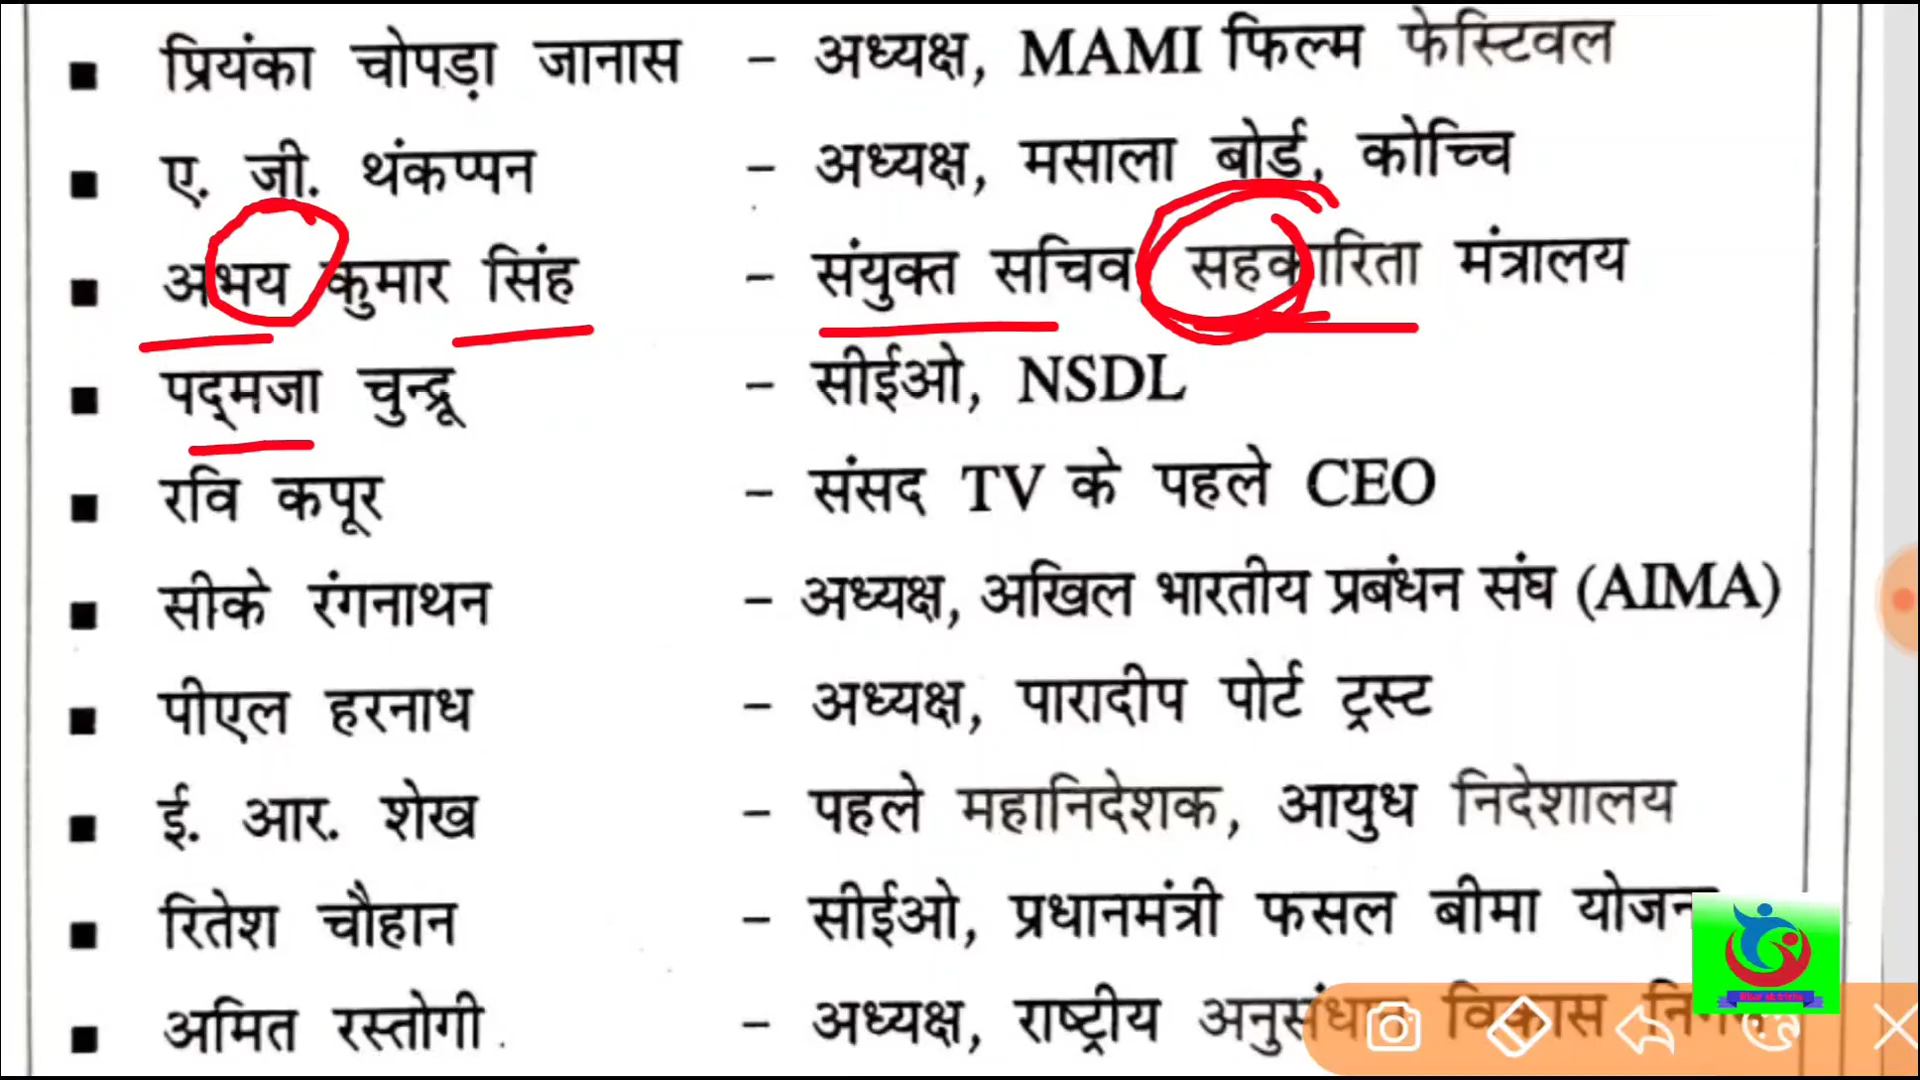 ▪ प्रियंका चोपड़ा जानास – अध्यक्ष, MAMI फिल्म फेस्टिवल
▪ ए. जी. थंकप्पन – अध्यक्ष, मसाला बोर्ड, कोच्चि
▪ अभय कुमार सिंह – संयुक्त सचिव सहकारिता मंत्रालय
▪ पद्मजा चुन्द्रू – सीईओ, NSDL
▪ रवि कपूर – संसद TV के पहले CEO
▪ सीके रंगनाथन – अध्यक्ष, अखिल भारतीय प्रबंधन संघ (AIMA)
▪ पीएल हरनाध – अध्यक्ष, पारादीप पोर्ट ट्रस्ट
▪ ई. आर. शेख – पहले महानिदेशक, आयुध निदेशालय
▪ रितेश चौहान – सीईओ, प्रधानमंत्री फसल बीमा
▪ अमित रस्तोगी – अध्यक्ष, राष्ट्रीय अनुसंधान विकास